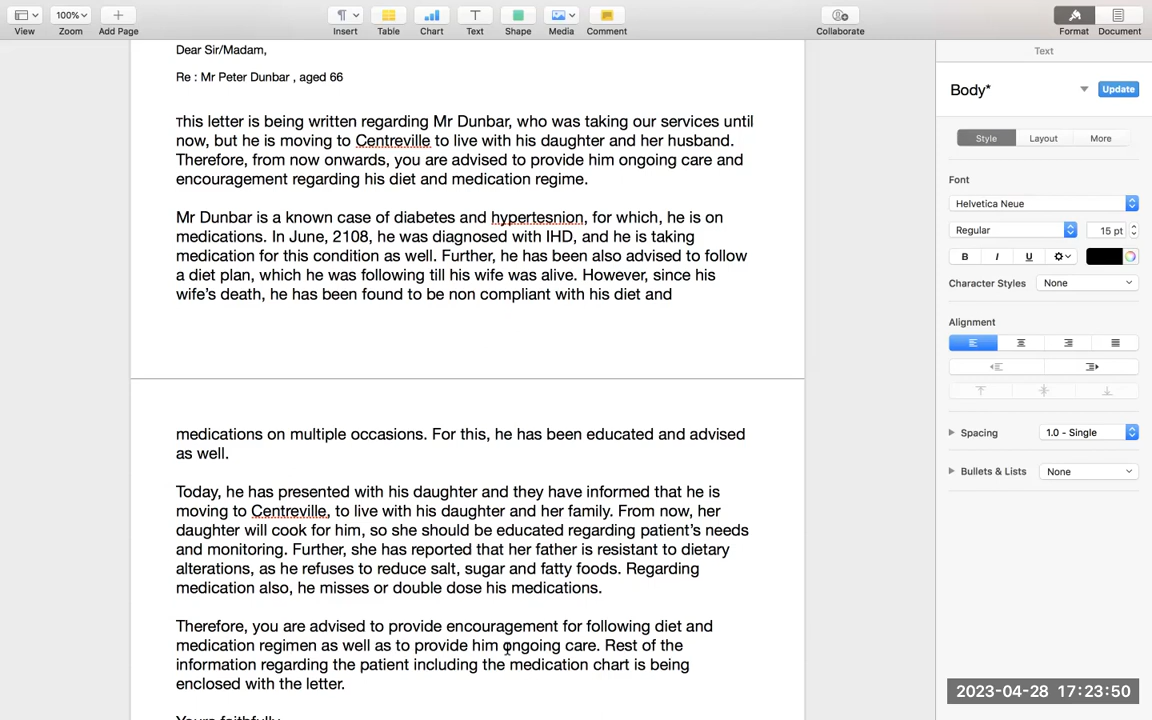 100%
View
Zoom
Add Page
Insert
Table
Chart
Text
Shape
Media
Comment
Collaborate
Format
Document
Dear Sir/Madam,
Re : Mr Peter Dunbar , aged 66
This letter is being written regarding Mr Dunbar, who was taking our services until
now, but he is moving to Centreville to live with his daughter and her husband.
Therefore, from now onwards, you are advised to provide him ongoing care and
encouragement regarding his diet and medication regime.
Mr Dunbar is a known case of diabetes and hypertesnion, for which, he is on
medications. In June, 2108, he was diagnosed with IHD, and he is taking
medication for this condition as well. Further, he has been also advised to follow
a diet plan, which he was following till his wife was alive. However, since his
wife's death, he has been found to be non compliant with his diet and
medications on multiple occasions. For this, he has been educated and advised
as well.
Today, he has presented with his daughter and they have informed that he is
moving to Centreville, to live with his daughter and her family. From now, her
daughter will cook for him, so she should be educated regarding patient's needs
and monitoring. Further, she has reported that her father is resistant to dietary
alterations, as he refuses to reduce salt, sugar and fatty foods. Regarding
medication also, he misses or double dose his medications.
Therefore, you are advised to provide encouragement for following diet and
medication regimen as well as to provide him ongoing care. Rest of the
information regarding the patient including the medication chart is being
enclosed with the letter.
Yours faithfully
Text
Body*
Update
Style
Layout
More
Font
Helvetica Neue
Regular
15 pt
B I U
Character Styles
None
Alignment
Spacing
1.0 - Single
Bullets & Lists
None
2023-04-28 17:23:50